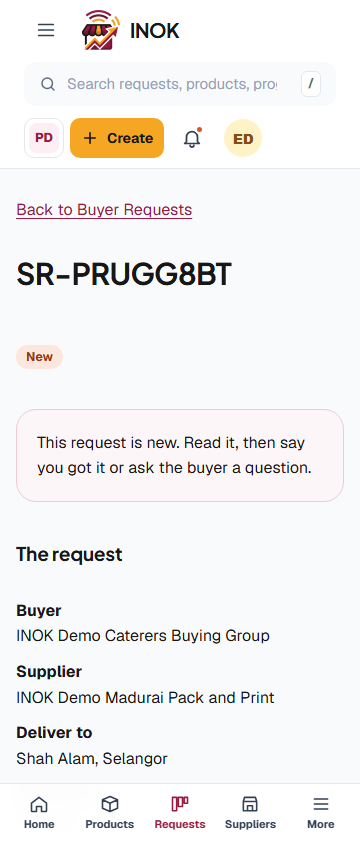 INOK
Search requests, products, pro
/
PD
Create
ED
Back to Buyer Requests
SR-PRUGG8BT
New
This request is new. Read it, then say
you got it or ask the buyer a question.
The request
Buyer
INOK Demo Caterers Buying Group
Supplier
INOK Demo Madurai Pack and Print
Deliver to
Shah Alam, Selangor
Home
Products
Requests
Suppliers
More